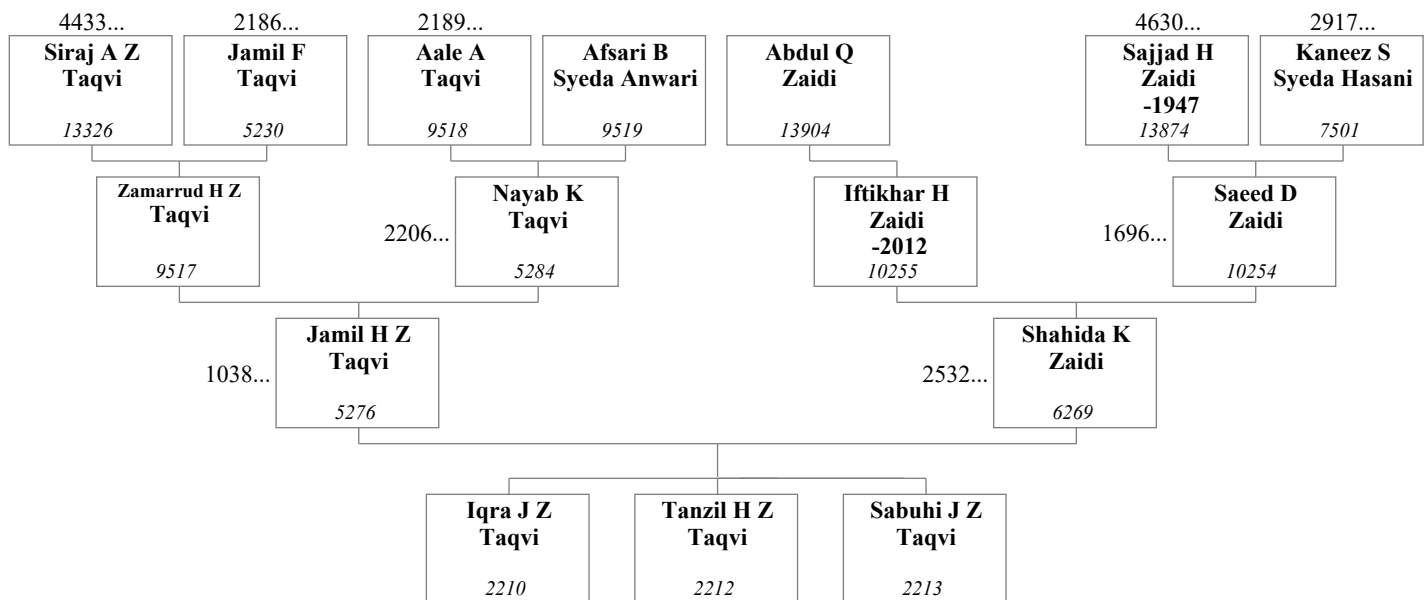 4433...
2186...
2189...
4630...
2917...
Siraj A Z
Taqvi
13326
Jamil F
Taqvi
5230
Aale A
Taqvi
9518
Afsari B
Syeda Anwari
9519
Abdul Q
Zaidi
13904
Sajjad H
Zaidi
-1947
13874
Kaneez S
Syeda Hasani
7501
Zamarrud H Z
Taqvi
9517
2206...
Nayab K
Taqvi
5284
Iftikhar H
Zaidi
-2012
10255
1696...
Saeed D
Zaidi
10254
1038...
Jamil H Z
Taqvi
5276
2532...
Shahida K
Zaidi
6269
Iqra J Z
Taqvi
2210
Tanzil H Z
Taqvi
2212
Sabuhi J Z
Taqvi
2213